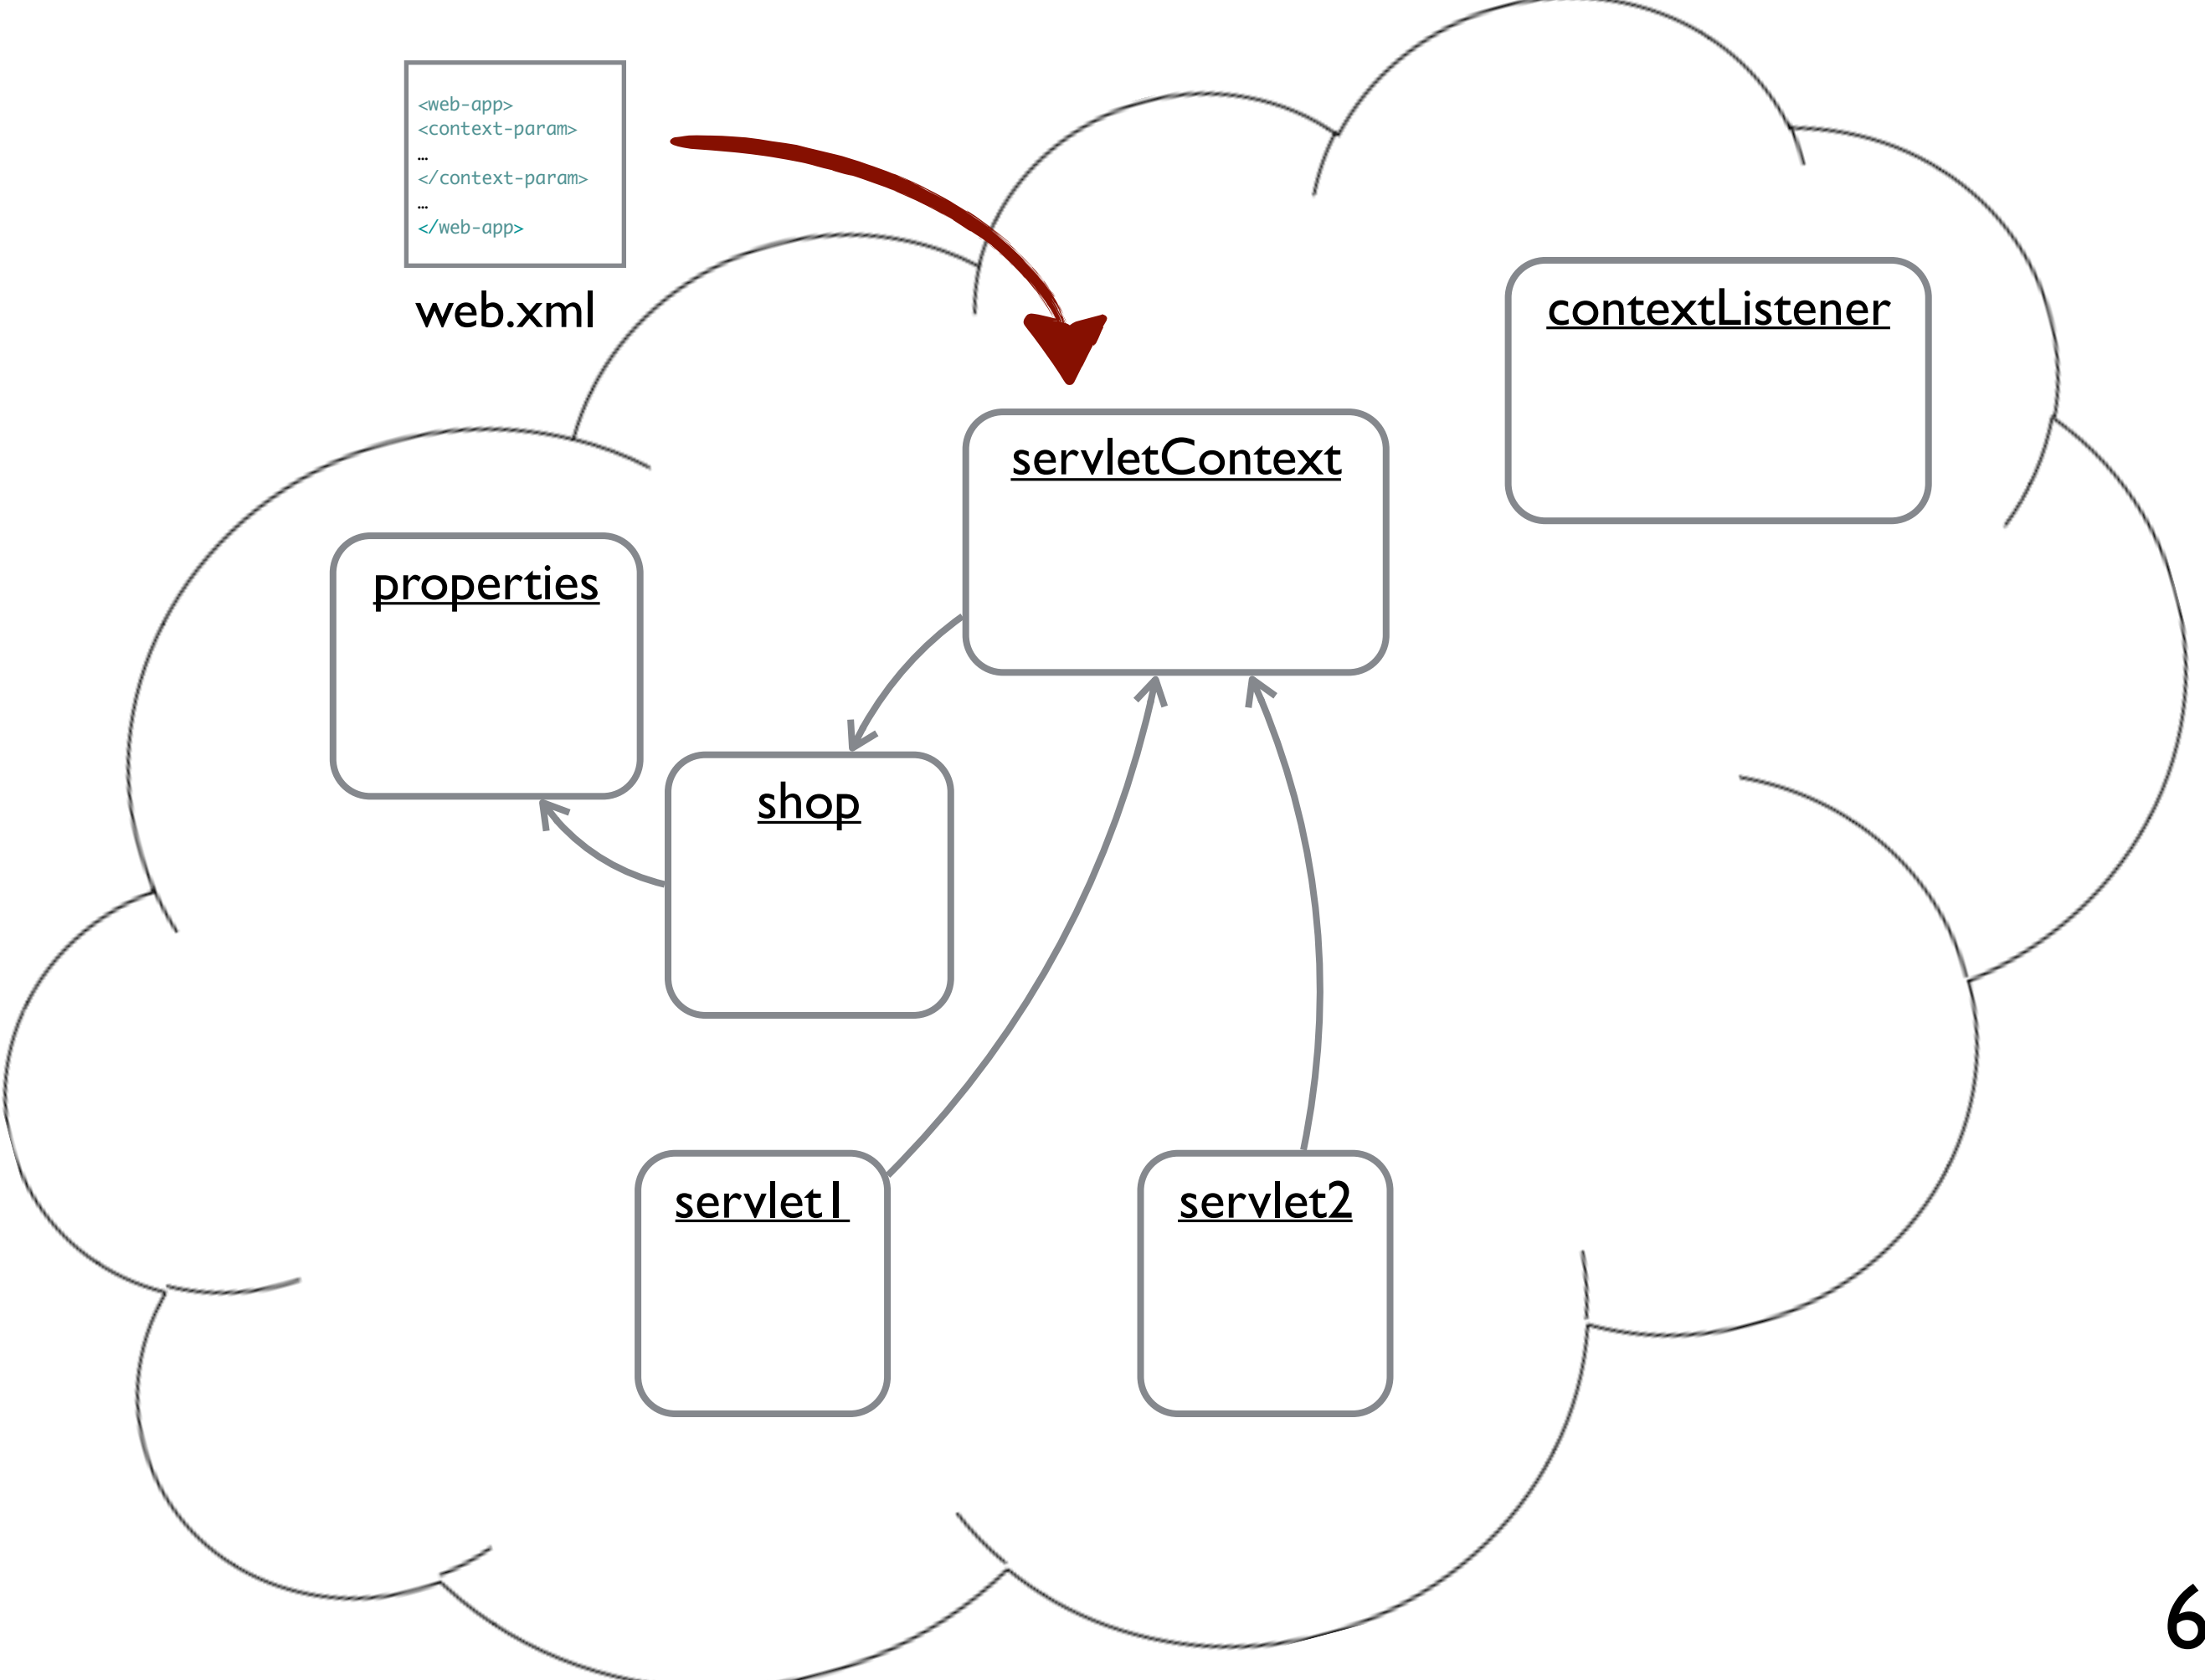 <web-app>
<context-param>
…
</context-param>
…
</web-app>
web.xml
contextListener
servletContext
properties
shop
servlet1
servlet2
6